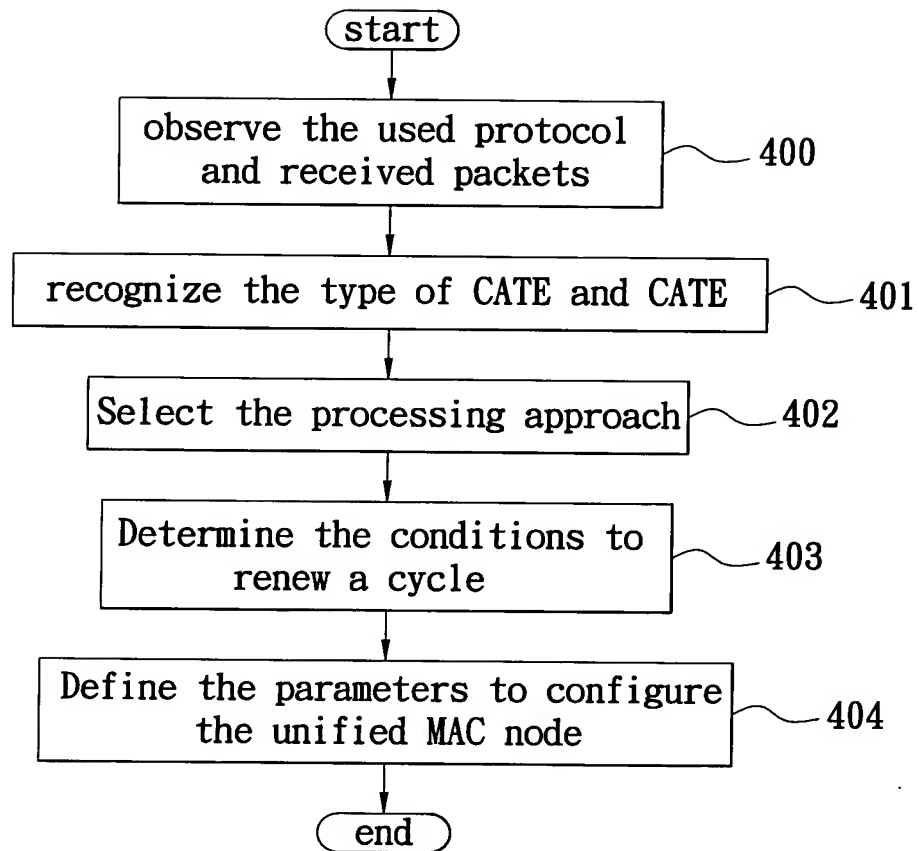 start
observe the used protocol
and received packets
400
recognize the type of CATE and CATE
401
Select the processing approach
402
Determine the conditions to
renew a cycle
403
Define the parameters to configure
the unified MAC node
404
end